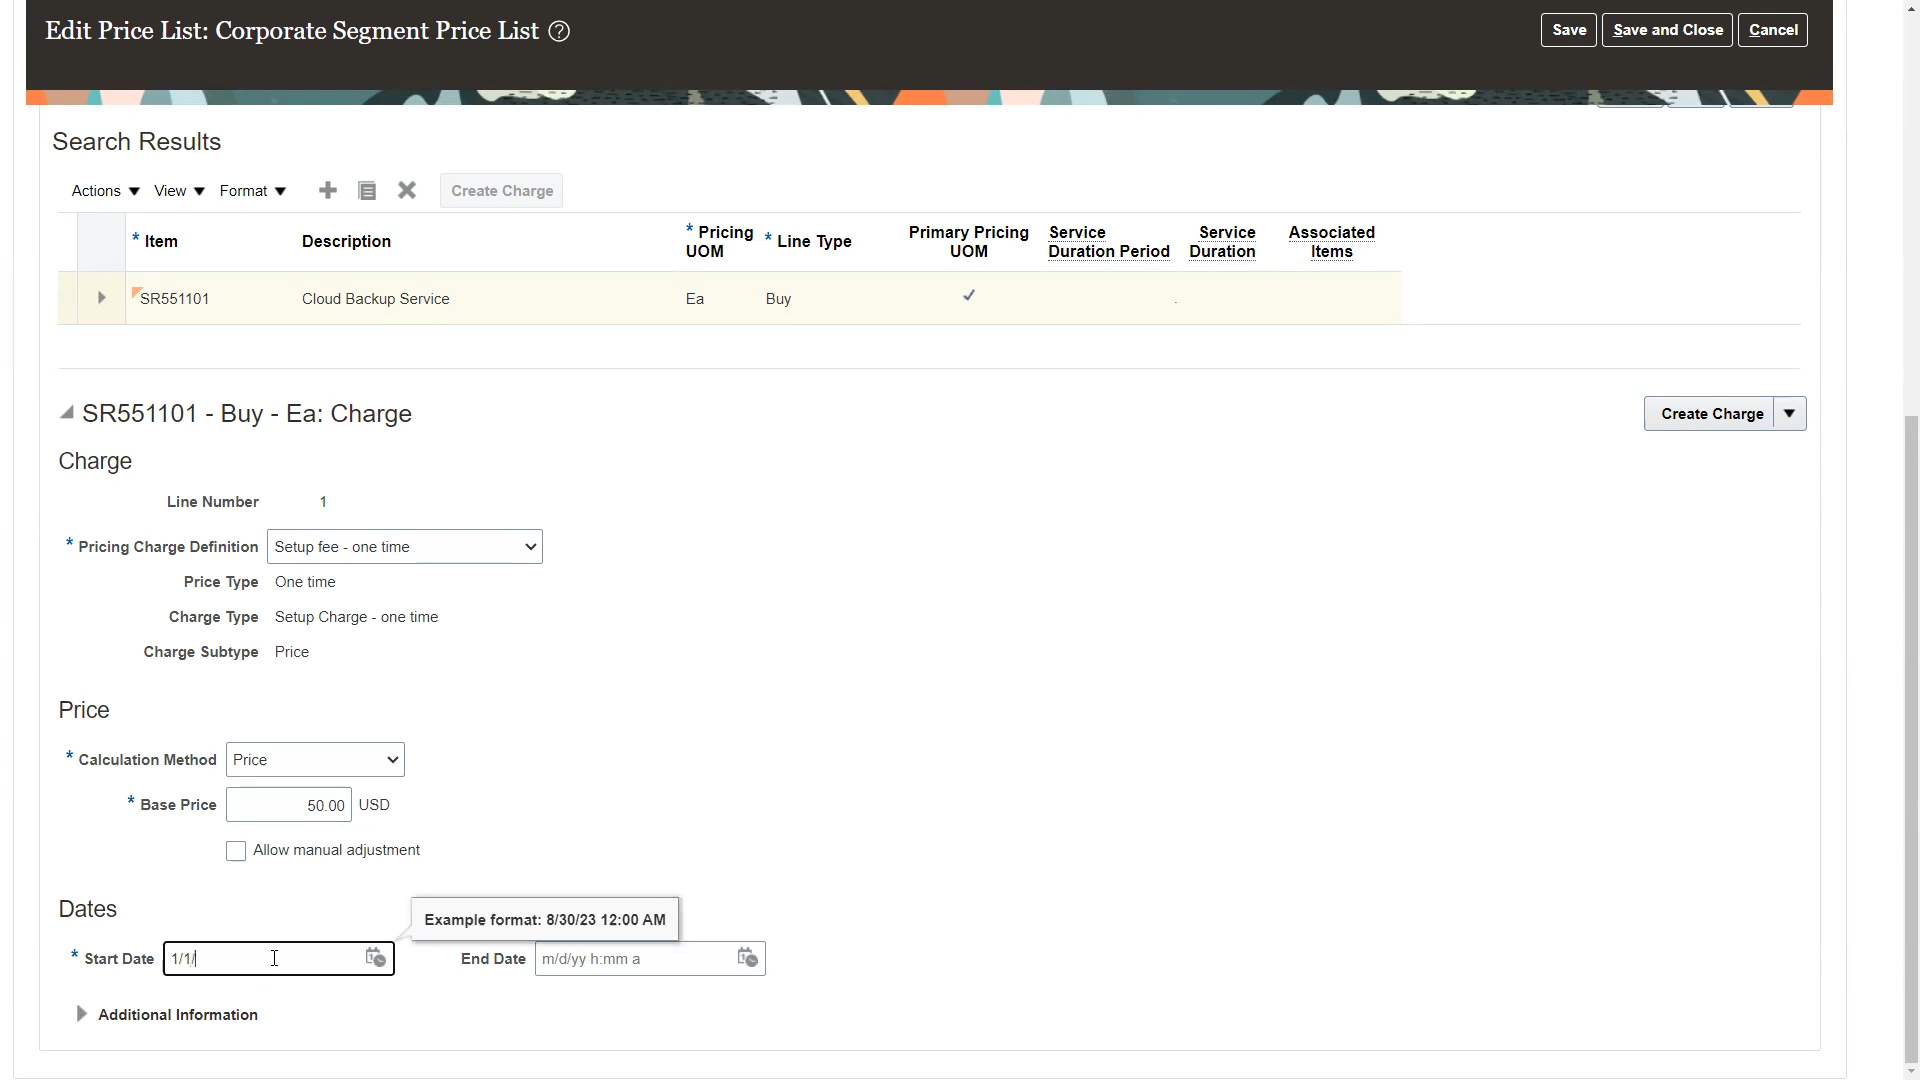 Edit Price List: Corporate Segment Price List ?
Save Save and Close Cancel
Search Results
Actions View Format Create Charge
* Item Description * Pricing UOM * Line Type Primary Pricing UOM Service Duration Period Service Duration Associated Items
SR551101 Cloud Backup Service Ea Buy .
SR551101 - Buy - Ea: Charge Create Charge
Charge
Line Number 1
* Pricing Charge Definition Setup fee - one time
Price Type One time
Charge Type Setup Charge - one time
Charge Subtype Price
Price
* Calculation Method Price
* Base Price 50.00 USD
Allow manual adjustment
Dates
Example format: 8/30/23 12:00 AM
* Start Date 1/1/ End Date m/d/yy h:mm a
Additional Information